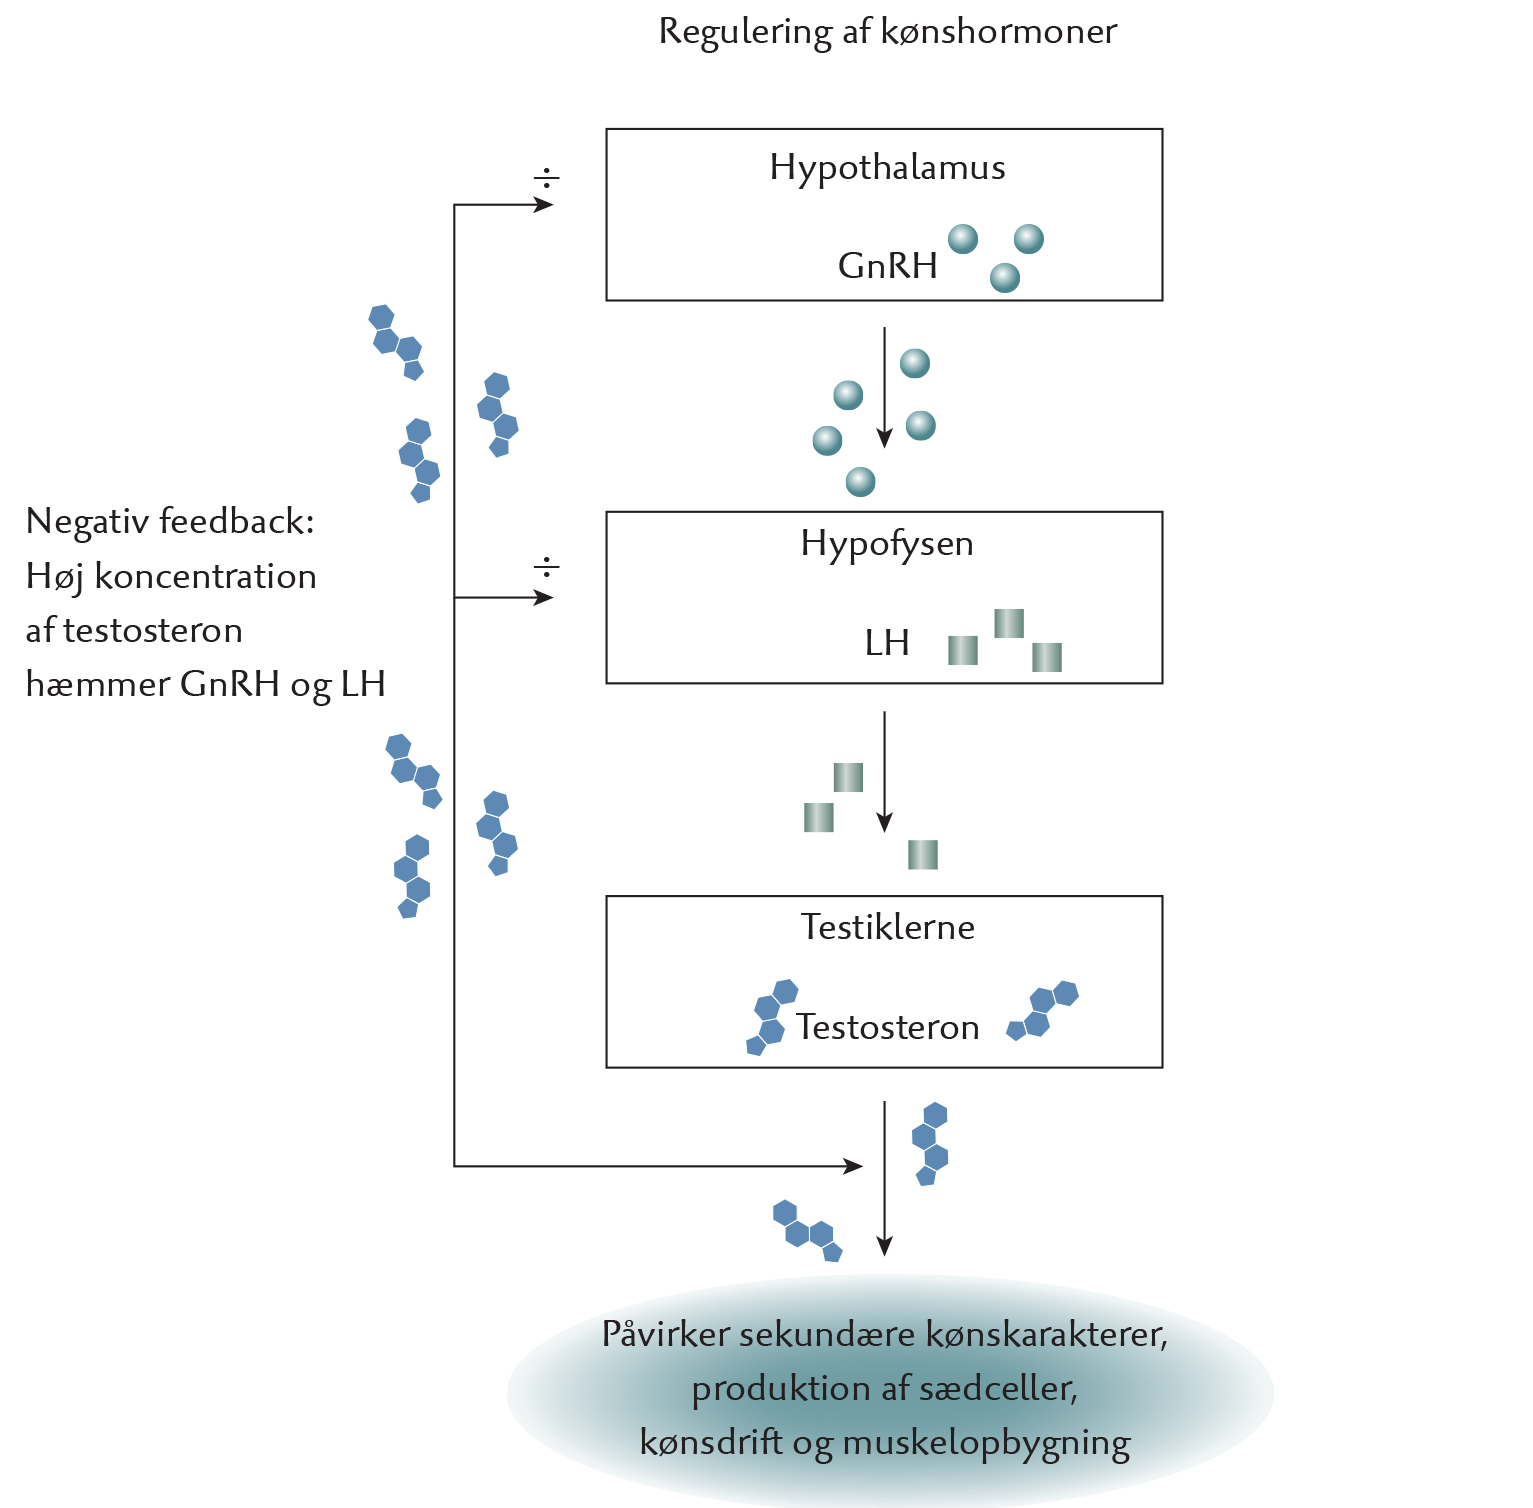 Regulering af kønshormoner
÷
Hypothalamus
GnRH
Negativ feedback:
Høj koncentration
af testosteron
hæmmer GnRH og LH
÷
Hypofysen
LH
Testiklerne
Testosteron
Påvirker sekundære kønskarakterer,
produktion af sædceller,
kønsdrift og muskelopbygning